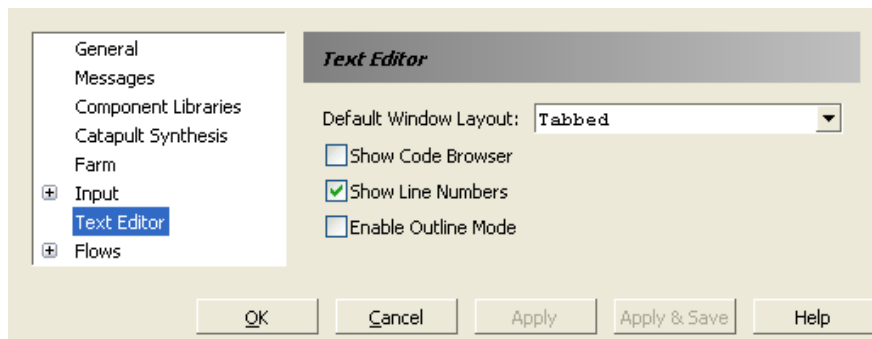 General
Messages
Component Libraries
Catapult Synthesis
Farm
Input
Text Editor
Flows
Text Editor
Default Window Layout: Tabbed
Show Code Browser
Show Line Numbers
Enable Outline Mode
OK Cancel Apply Apply & Save Help